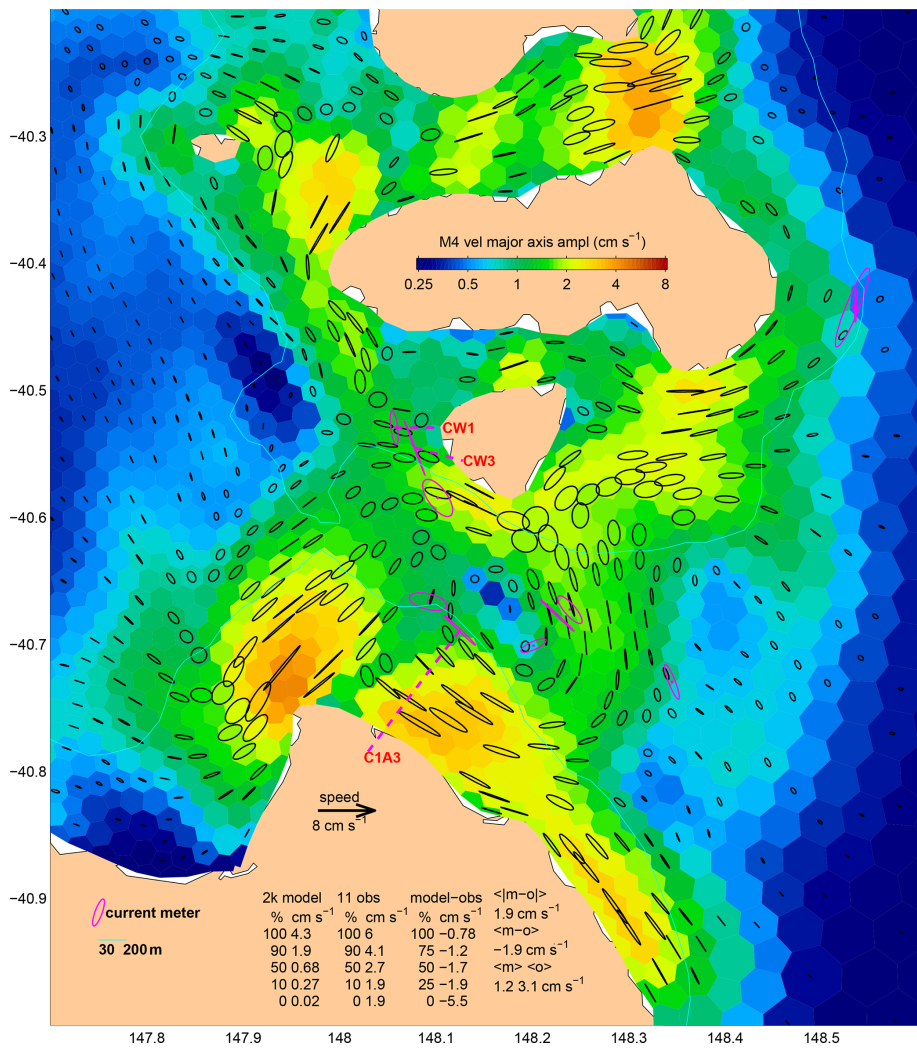 −40.3
−40.4
−40.5
−40.6
−40.7
−40.8
−40.9
M4 vel major axis ampl (cm s⁻¹)
0.25 0.5 1 2 4 8
CW1
CW3
C1A3
speed
8 cm s⁻¹
current meter
30 200 m
2k model 11 obs model−obs <|m−o|>
% cm s⁻¹ % cm s⁻¹ % cm s⁻¹ 1.9 cm s⁻¹
100 4.3 100 6 100 −0.78 <m−o>
90 1.9 90 4.1 75 −1.2 −1.9 cm s⁻¹
50 0.68 50 2.7 50 −1.7 <m> <o>
10 0.27 10 1.9 25 −1.9 1.2 3.1 cm s⁻¹
0 0.02 0 1.9 0 −5.5
147.8 147.9 148 148.1 148.2 148.3 148.4 148.5